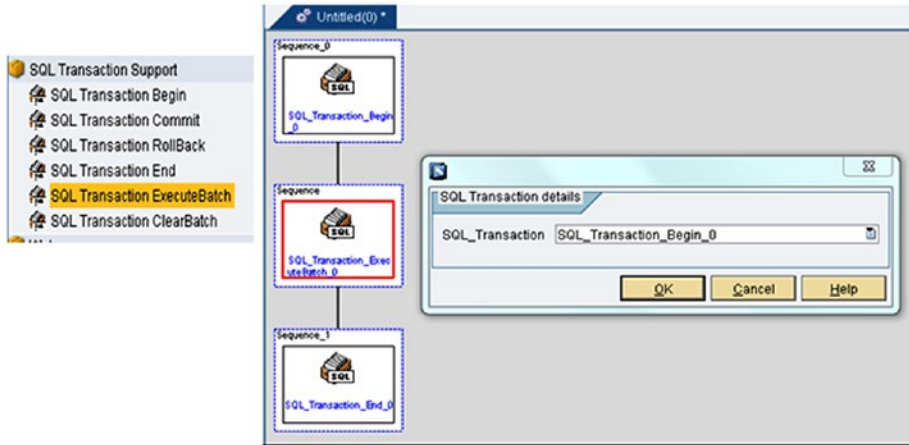 SQL Transaction Support
SQL Transaction Begin
SQL Transaction Commit
SQL Transaction RollBack
SQL Transaction End
SQL Transaction ExecuteBatch
SQL Transaction ClearBatch
Untitled(0) *
Sequence_0
SQL
SQL_Transaction_Begin
_0
Sequence
SQL
SQL_Transaction_Exec
uteBatch_0
Sequence_1
SQL
SQL_Transaction_End_0
SQL Transaction details
SQL_Transaction SQL_Transaction_Begin_0
OK Cancel Help